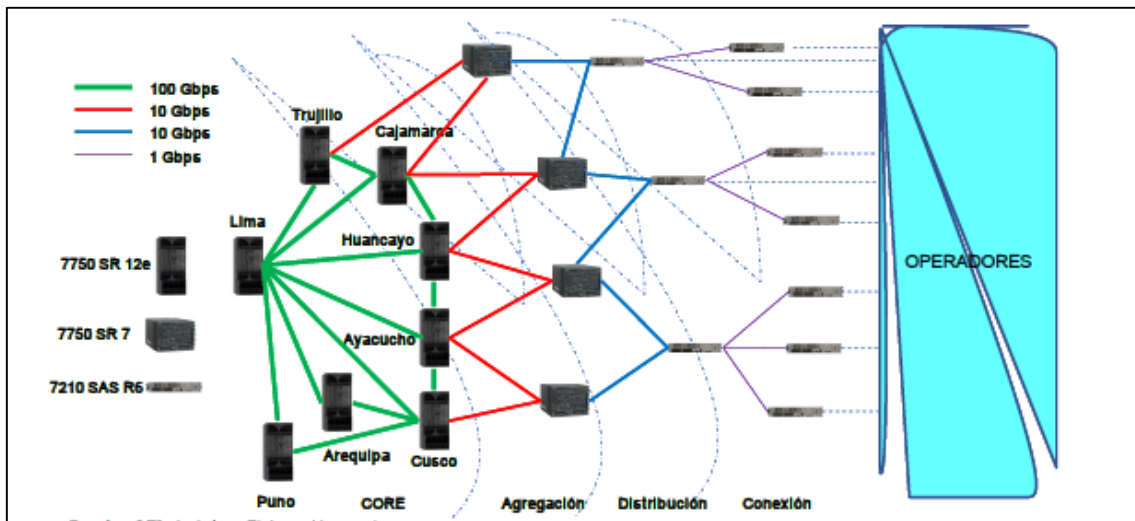 100 Gbps
10 Gbps
10 Gbps
1 Gbps
Trujillo
Cajamarca
Lima
Huancayo
7750 SR 12e
OPERADORES
7750 SR 7
Ayacucho
7210 SAS R6
Arequipa
Cusco
Puno
CORE
Agregación
Distribución
Conexión